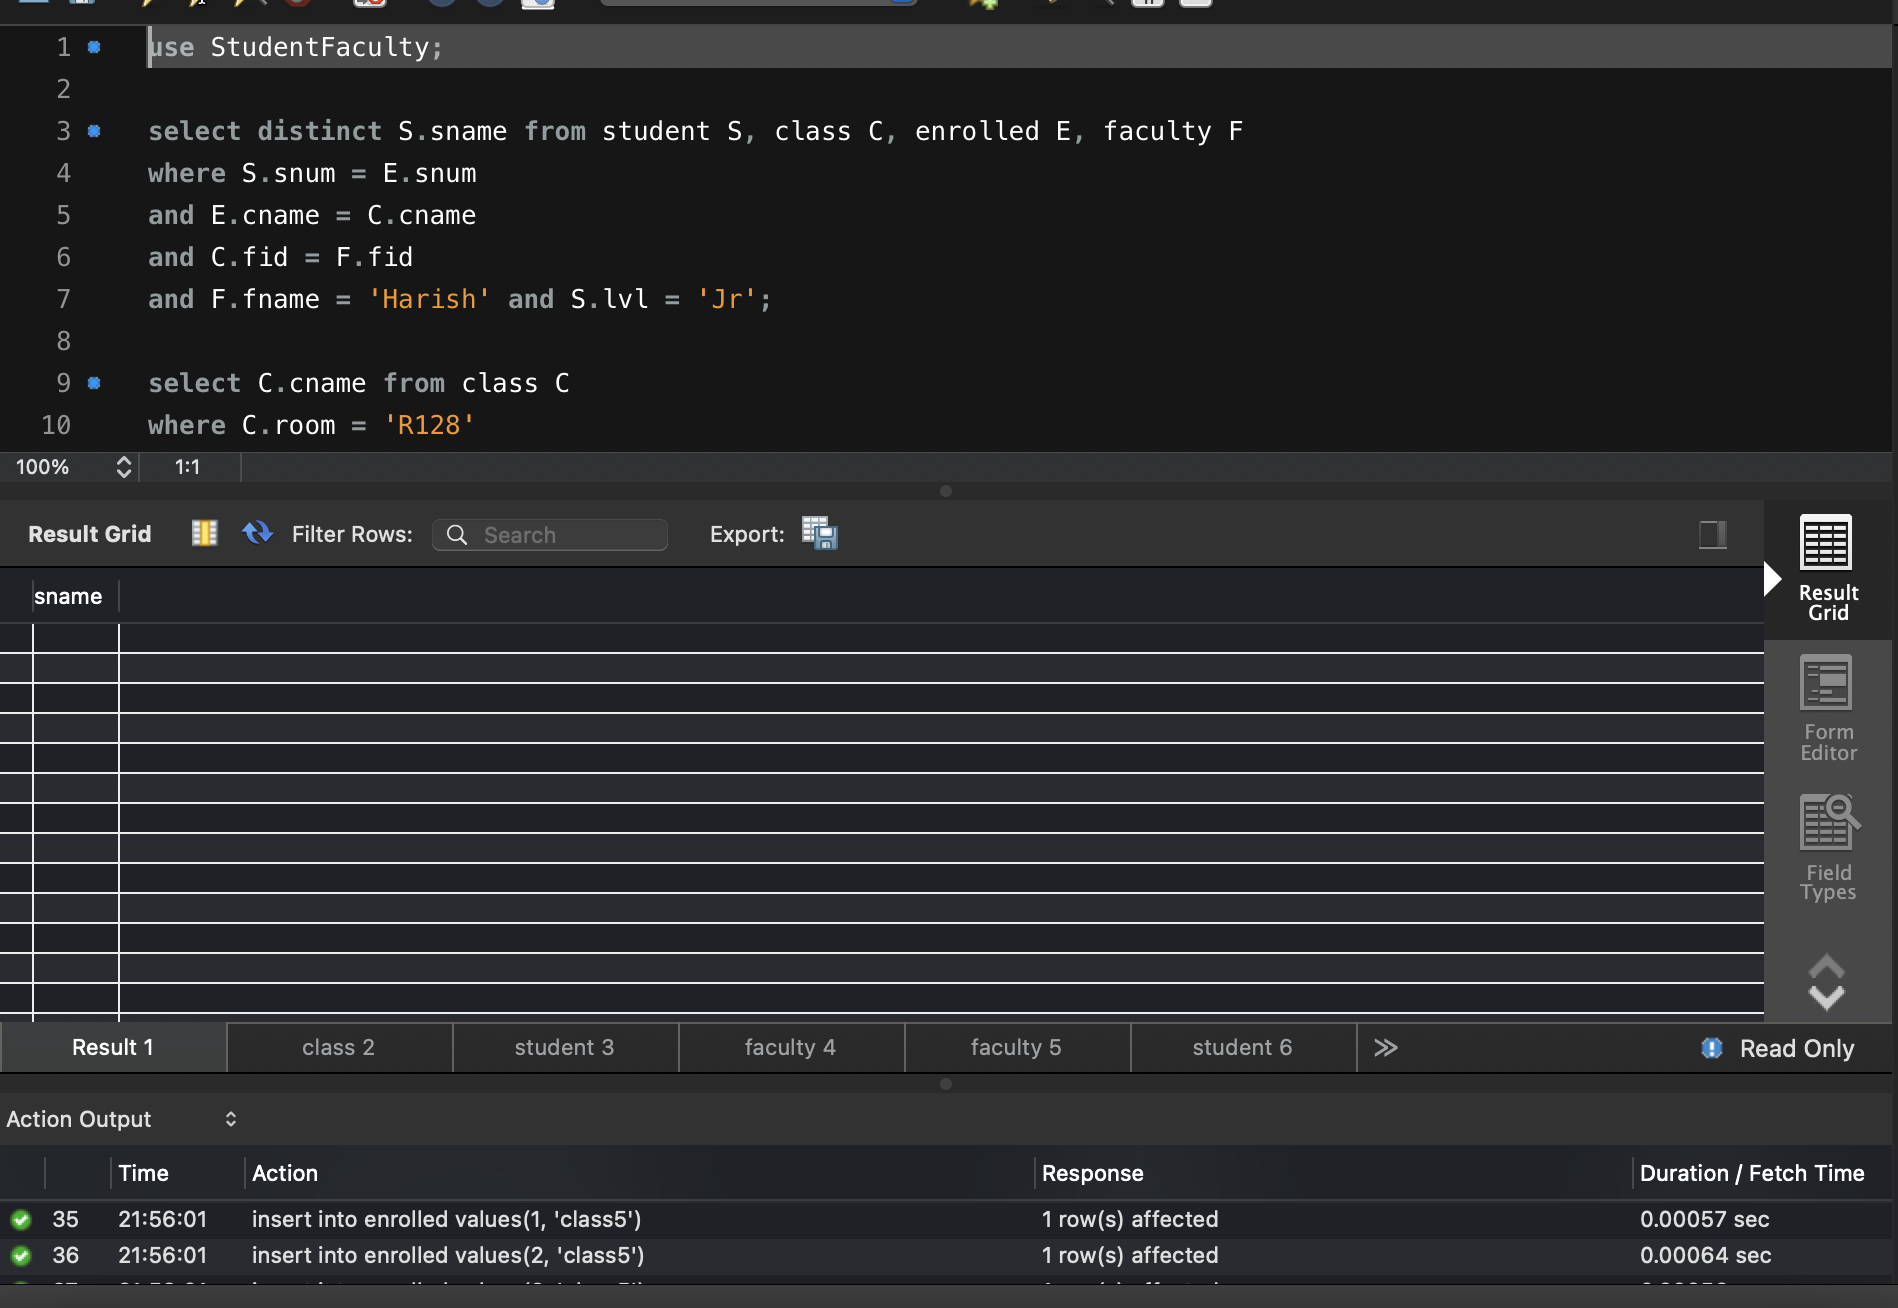 1 use StudentFaculty;
2
3 select distinct S.sname from student S, class C, enrolled E, faculty F
4 where S.snum = E.snum
5 and E.cname = C.cname
6 and C.fid = F.fid
7 and F.fname = 'Harish' and S.lvl = 'Jr';
8
9 select C.cname from class C
10 where C.room = 'R128'
100% 1:1
Result Grid Filter Rows: Search Export:
sname
Result
Grid
Form
Editor
Field
Types
Result 1 class 2 student 3 faculty 4 faculty 5 student 6 Read Only
Action Output
Time Action Response Duration / Fetch Time
35 21:56:01 insert into enrolled values(1, 'class5') 1 row(s) affected 0.00057 sec
36 21:56:01 insert into enrolled values(2, 'class5') 1 row(s) affected 0.00064 sec